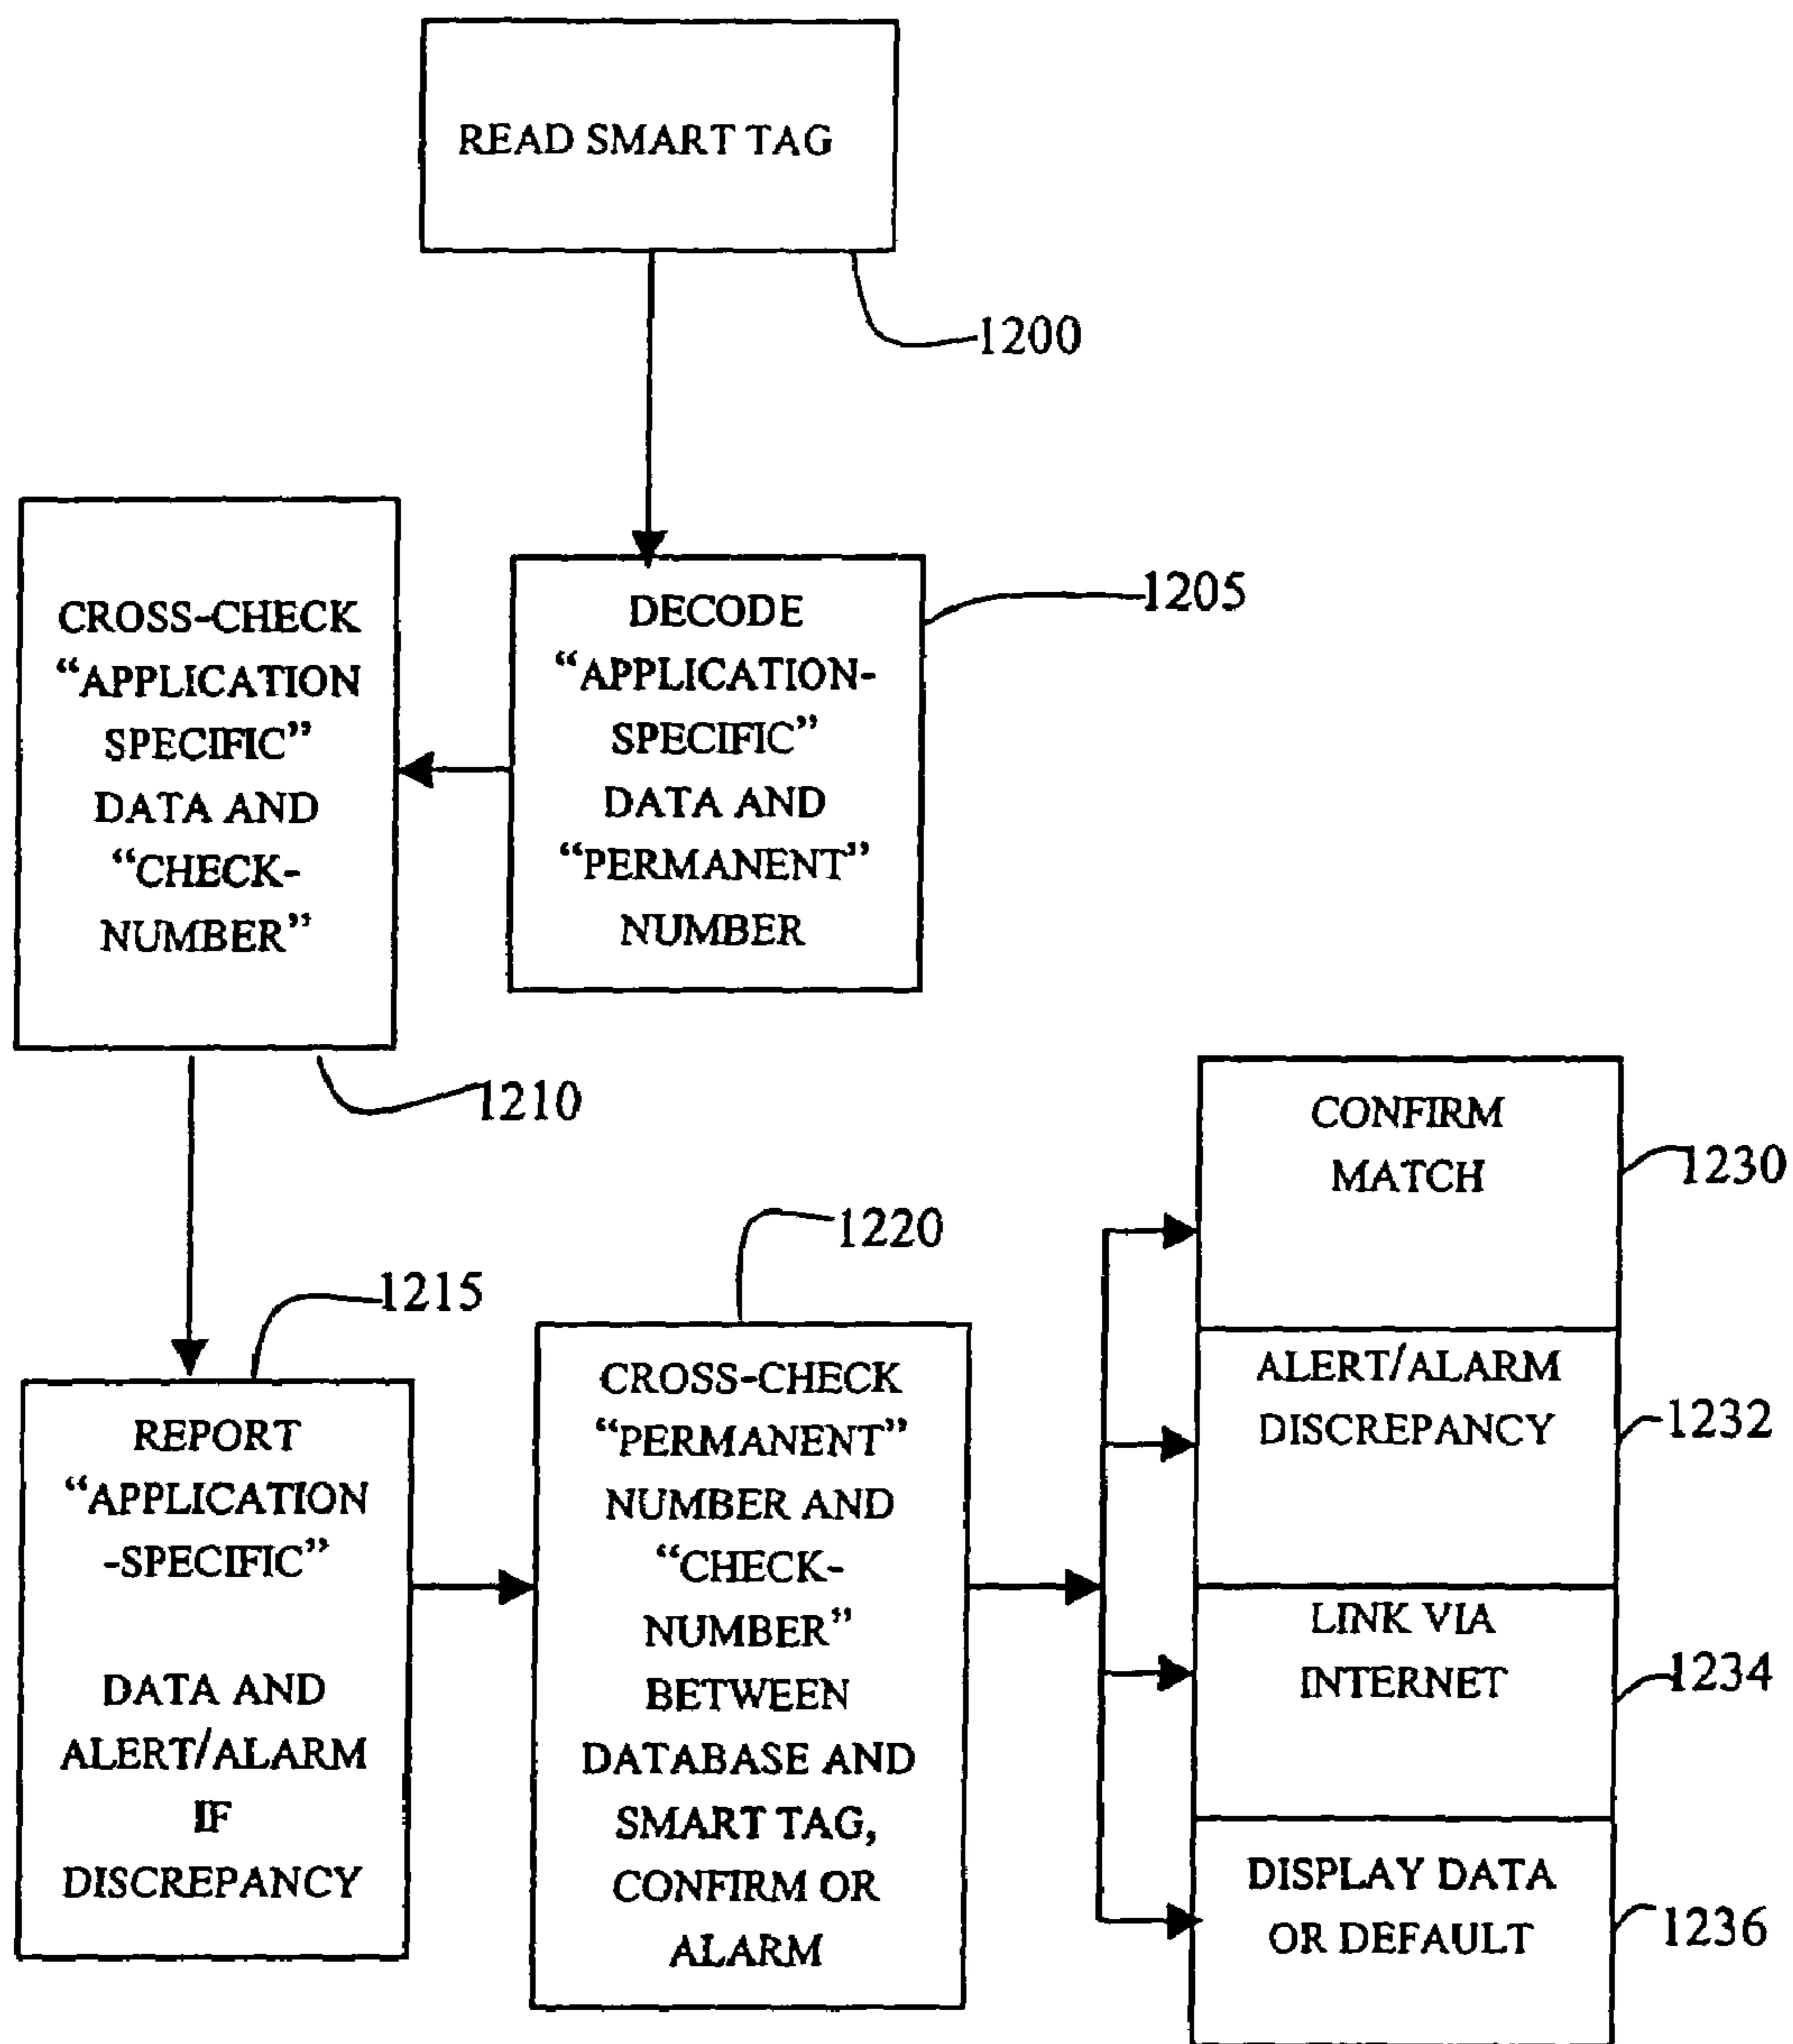 READ SMART TAG
1200
DECODE
“APPLICATION-
SPECIFIC”
DATA AND
“PERMANENT”
NUMBER
1205
CROSS-CHECK
“APPLICATION
SPECIFIC”
DATA AND
“CHECK-
NUMBER”
1210
REPORT
“APPLICATION
-SPECIFIC”
DATA AND
ALERT/ALARM
IF
DISCREPANCY
1215
CROSS-CHECK
“PERMANENT”
NUMBER AND
“CHECK-
NUMBER”
BETWEEN
DATABASE AND
SMART TAG,
CONFIRM OR
ALARM
1220
CONFIRM
MATCH
1230
ALERT/ALARM
DISCREPANCY
1232
LINK VIA
INTERNET
1234
DISPLAY DATA
OR DEFAULT
1236